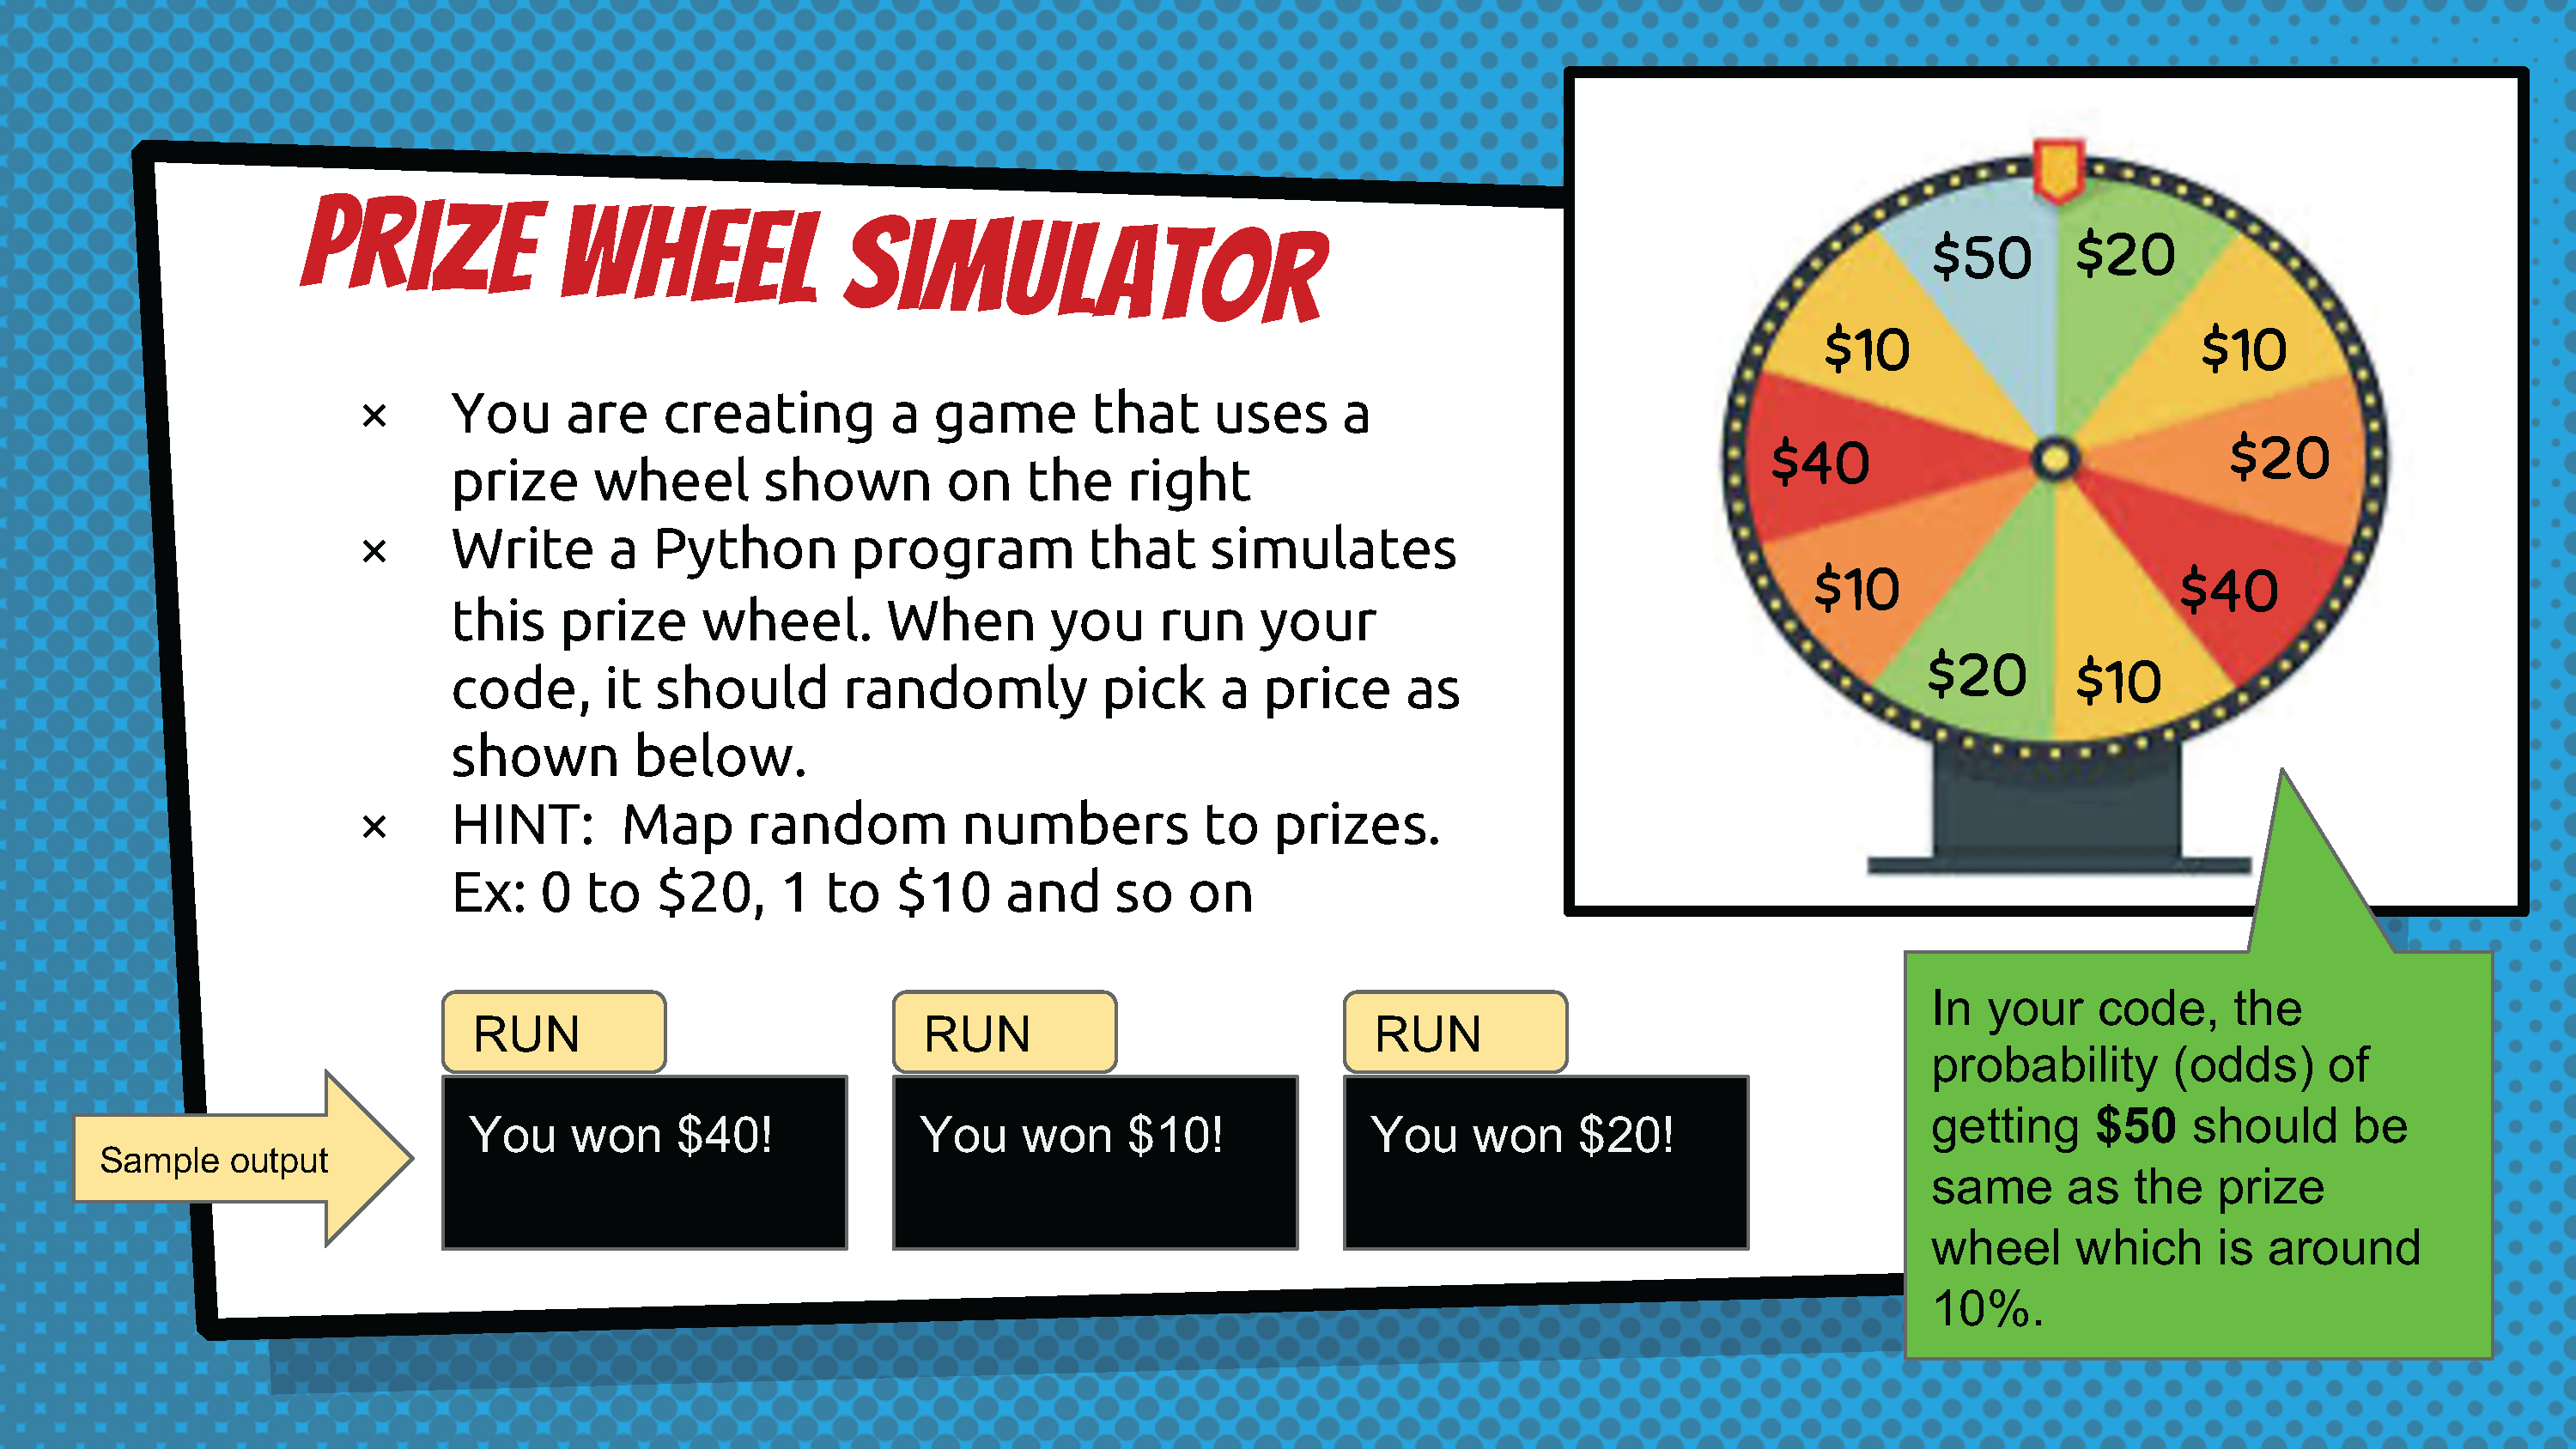 PRIZE WHEEL SIMULATOR
× You are creating a game that uses a
prize wheel shown on the right
× Write a Python program that simulates
this prize wheel. When you run your
code, it should randomly pick a price as
shown below.
× HINT: Map random numbers to prizes.
Ex: 0 to $20, 1 to $10 and so on
$50 $20
$10 $10
$40 $20
$10 $40
$20 $10
RUN RUN RUN
You won $40! You won $10! You won $20!
Sample output
In your code, the
probability (odds) of
getting $50 should be
same as the prize
wheel which is around
10%.